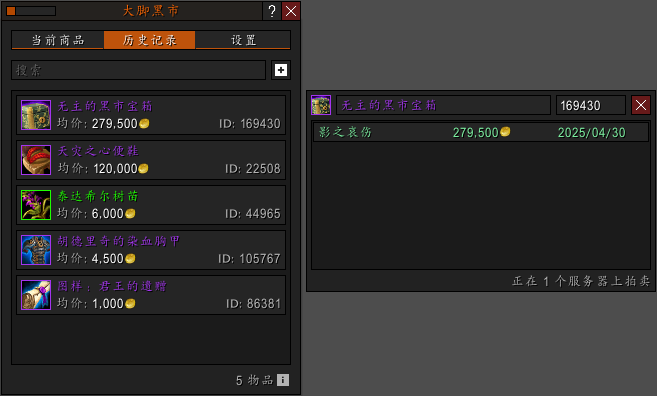 大脚黑市
?
当前商品 历史记录 设置
搜索
无主的黑市宝箱
均价: 279,500 ID: 169430
天灾之心便鞋
均价: 120,000 ID: 22508
泰达希尔树苗
均价: 6,000 ID: 44965
胡德里奇的染血胸甲
均价: 4,500 ID: 105767
图样：君王的遗赠
均价: 1,000 ID: 86381
5 物品
无主的黑市宝箱 169430
影之哀伤 279,500 2025/04/30
正在 1 个服务器上拍卖